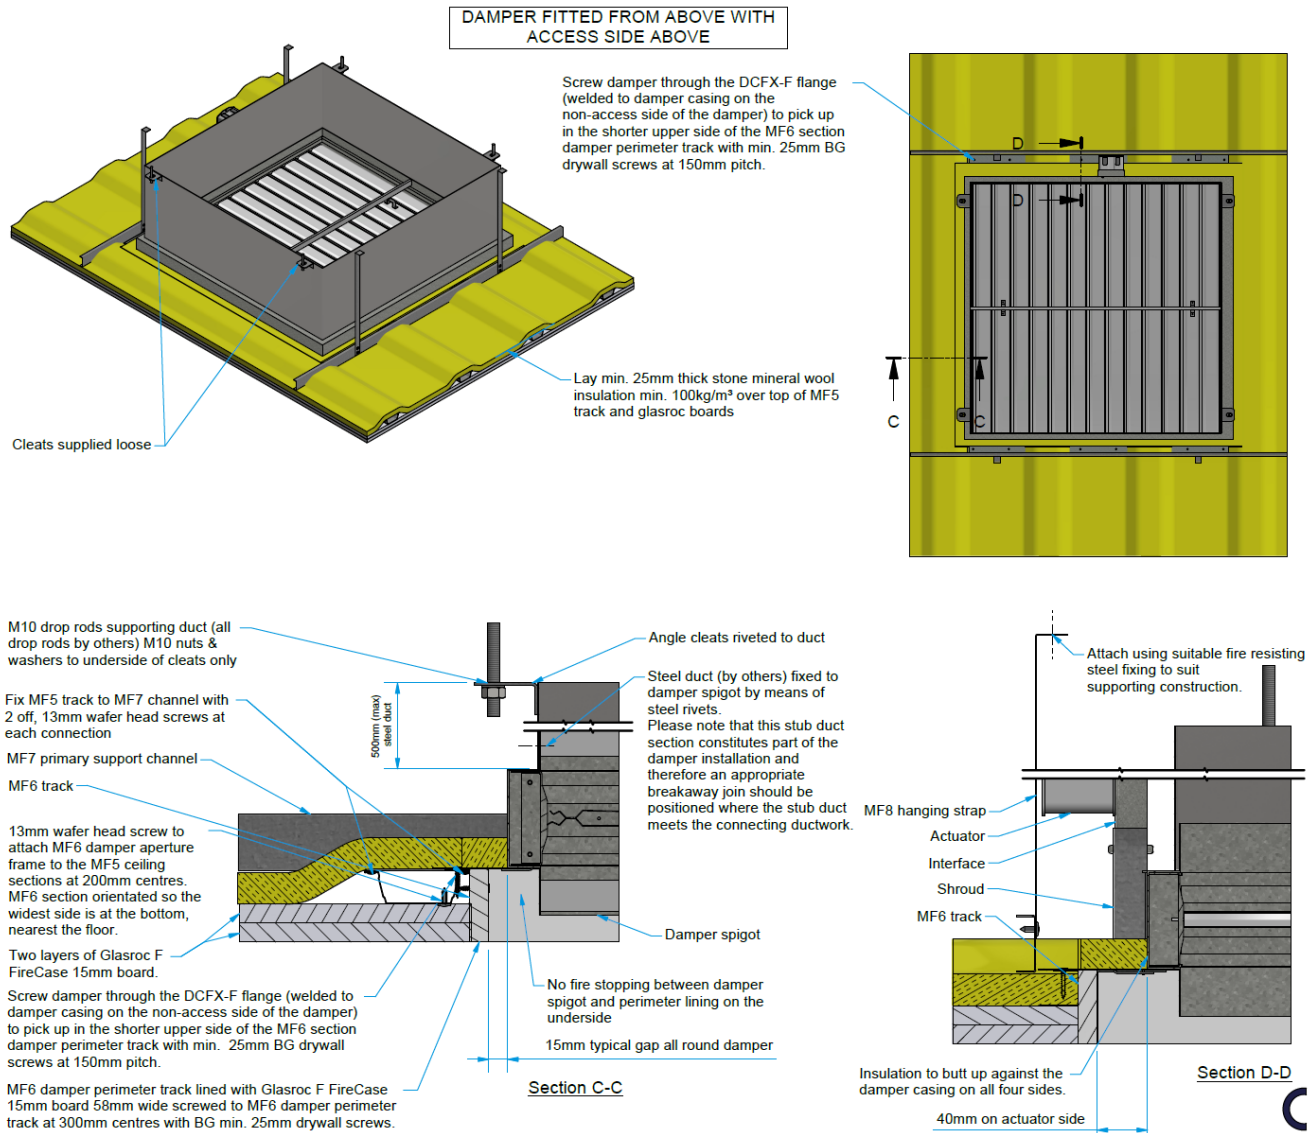 DAMPER FITTED FROM ABOVE WITH
ACCESS SIDE ABOVE
Screw damper through the DCFX-F flange
(welded to damper casing on the
non-access side of the damper) to pick up
in the shorter upper side of the MF6 section
damper perimeter track with min. 25mm BG
drywall screws at 150mm pitch.
D
D
C
C
Lay min. 25mm thick stone mineral wool
insulation min. 100kg/m³ over top of MF5
track and glasroc boards
Cleats supplied loose
M10 drop rods supporting duct (all
drop rods by others) M10 nuts &
washers to underside of cleats only
Fix MF5 track to MF7 channel with
2 off, 13mm wafer head screws at
each connection
MF7 primary support channel
MF6 track
13mm wafer head screw to
attach MF6 damper aperture
frame to the MF5 ceiling
sections at 200mm centres.
MF6 section orientated so the
widest side is at the bottom,
nearest the floor.
Two layers of Glasroc F
FireCase 15mm board.
Screw damper through the DCFX-F flange (welded to
damper casing on the non-access side of the damper)
to pick up in the shorter upper side of the MF6 section
damper perimeter track with min. 25mm BG drywall
screws at 150mm pitch.
MF6 damper perimeter track lined with Glasroc F FireCase
15mm board 58mm wide screwed to MF6 damper perimeter
track at 300mm centres with BG min. 25mm drywall screws.
500mm (max)
steel duct
Angle cleats riveted to duct
Steel duct (by others) fixed to
damper spigot by means of
steel rivets.
Please note that this stub duct
section constitutes part of the
damper installation and
therefore an appropriate
breakaway join should be
positioned where the stub duct
meets the connecting ductwork.
Damper spigot
No fire stopping between damper
spigot and perimeter lining on the
underside
15mm typical gap all round damper
Section C-C
Attach using suitable fire resisting
steel fixing to suit
supporting construction.
MF8 hanging strap
Actuator
Interface
Shroud
MF6 track
Insulation to butt up against the
damper casing on all four sides.
40mm on actuator side
Section D-D